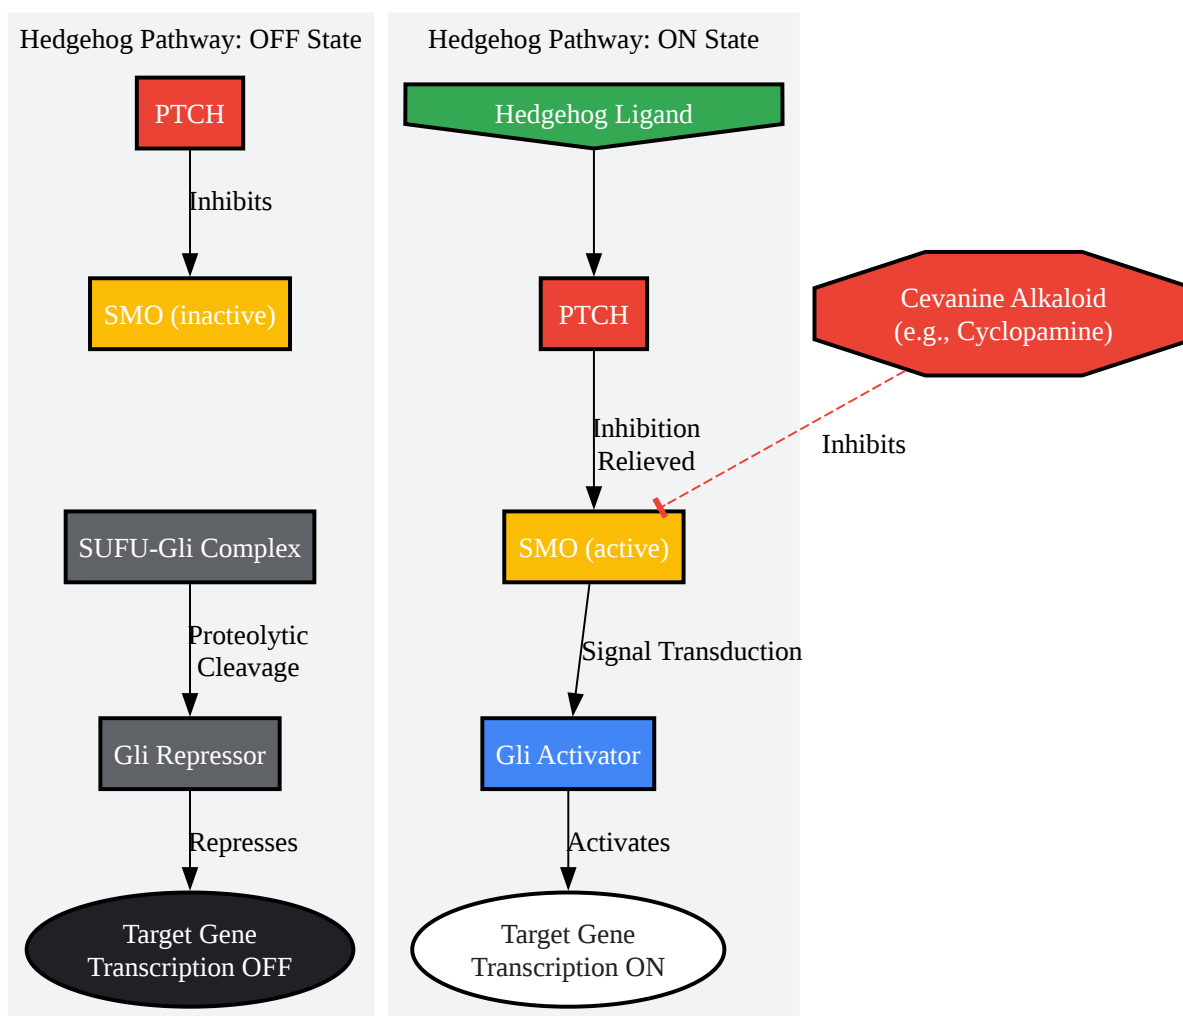 Hedgehog Pathway: OFF State
PTCH
Inhibits
SMO (inactive)
SUFU-Gli Complex
Proteolytic
Cleavage
Gli Repressor
Represses
Target Gene
Transcription OFF
Hedgehog Pathway: ON State
Hedgehog Ligand
PTCH
Inhibition
Relieved
SMO (active)
Signal Transduction
Gli Activator
Activates
Target Gene
Transcription ON
Cevanine Alkaloid
(e.g., Cyclopamine)
Inhibits